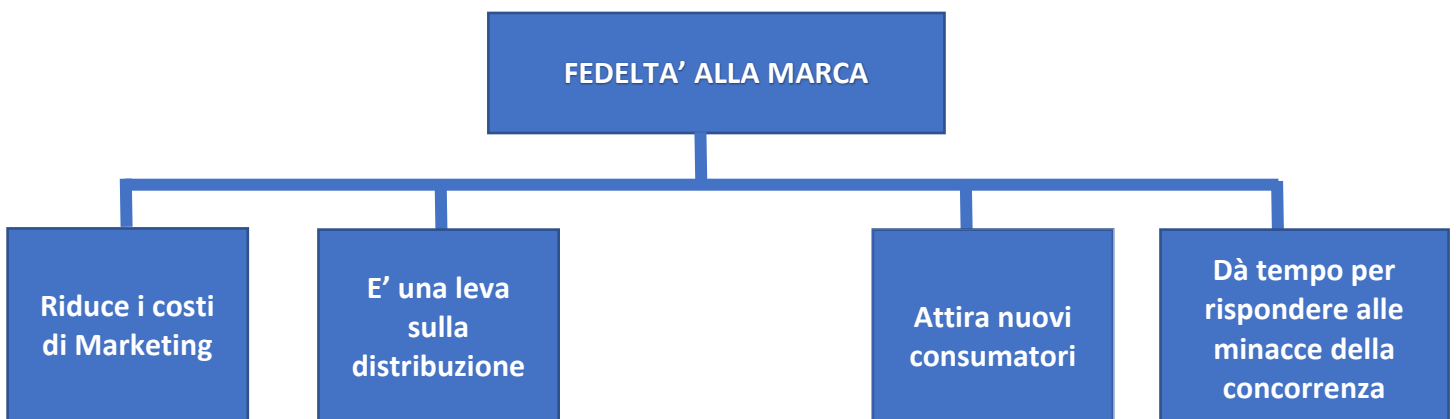 FEDELTA’ ALLA MARCA
Riduce i costi
di Marketing
E’ una leva
sulla
distribuzione
Attira nuovi
consumatori
Dà tempo per
rispondere alle
minacce della
concorrenza